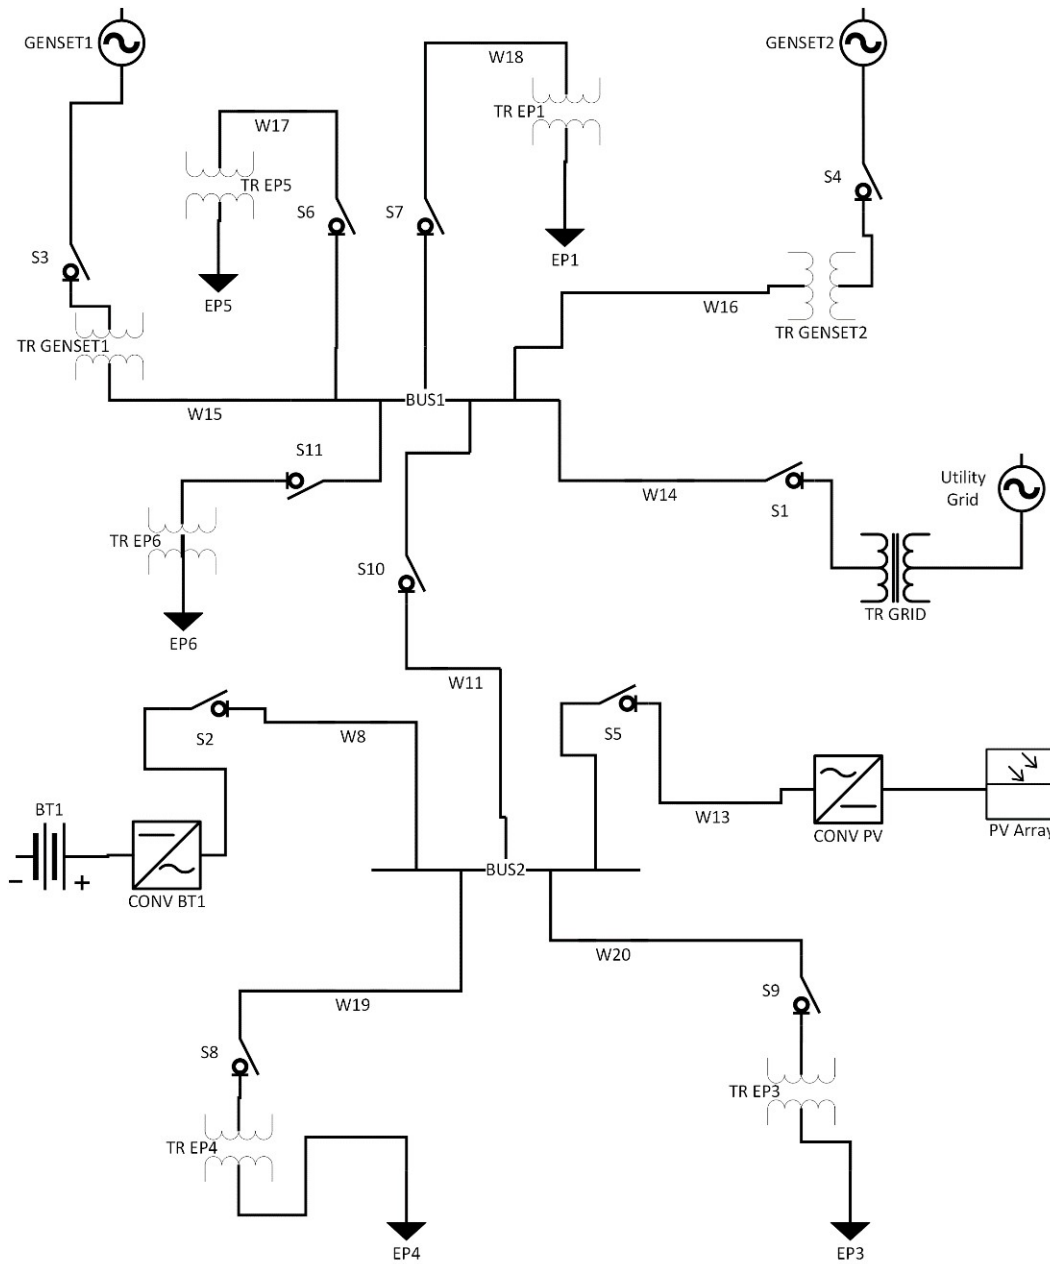 GENSET1
W18
GENSET2
TR EP1
W17
TR EP5
S4
S6
S7
S3
EP1
EP5
W16
TR GENSET2
TR GENSET1
BUS1
W15
S11
Utility
Grid
W14
S1
TR EP6
S10
TR GRID
EP6
W11
S2
W8
S5
BT1
W13
CONV PV
PV Array
BUS2
− +
CONV BT1
W20
S9
W19
S8
TR EP3
TR EP4
EP4
EP3